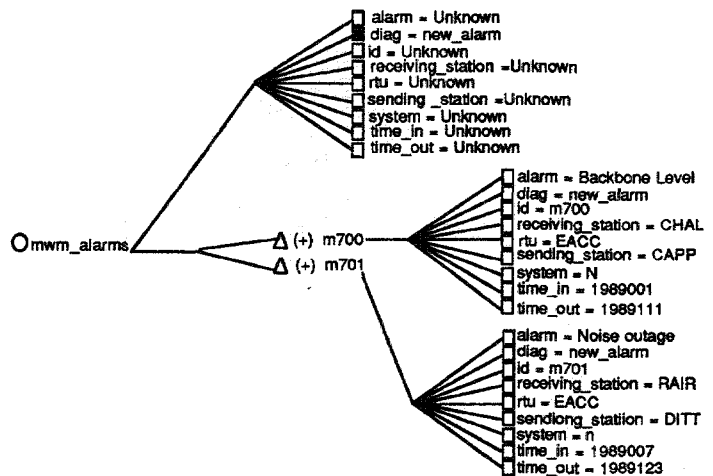 alarm = Unknown
diag = new_alarm
id = Unknown
receiving_station =Unknown
rtu = Unknown
sending _station =Unknown
system = Unknown
time_in = Unknown
time_out = Unknown
mwm_alarms
(+) m700
(+) m701
alarm = Backbone Level
diag = new_alarm
id = m700
receiving_station = CHAL
rtu = EACC
sending_station = CAPP
system = N
time_in = 1989001
time_out = 1989111
alarm = Noise outage
diag = new_alarm
id = m701
receiving_station = RAIR
rtu = EACC
sendiong_statiion = DITT
system = n
time_in = 1989007
time_out = 1989123